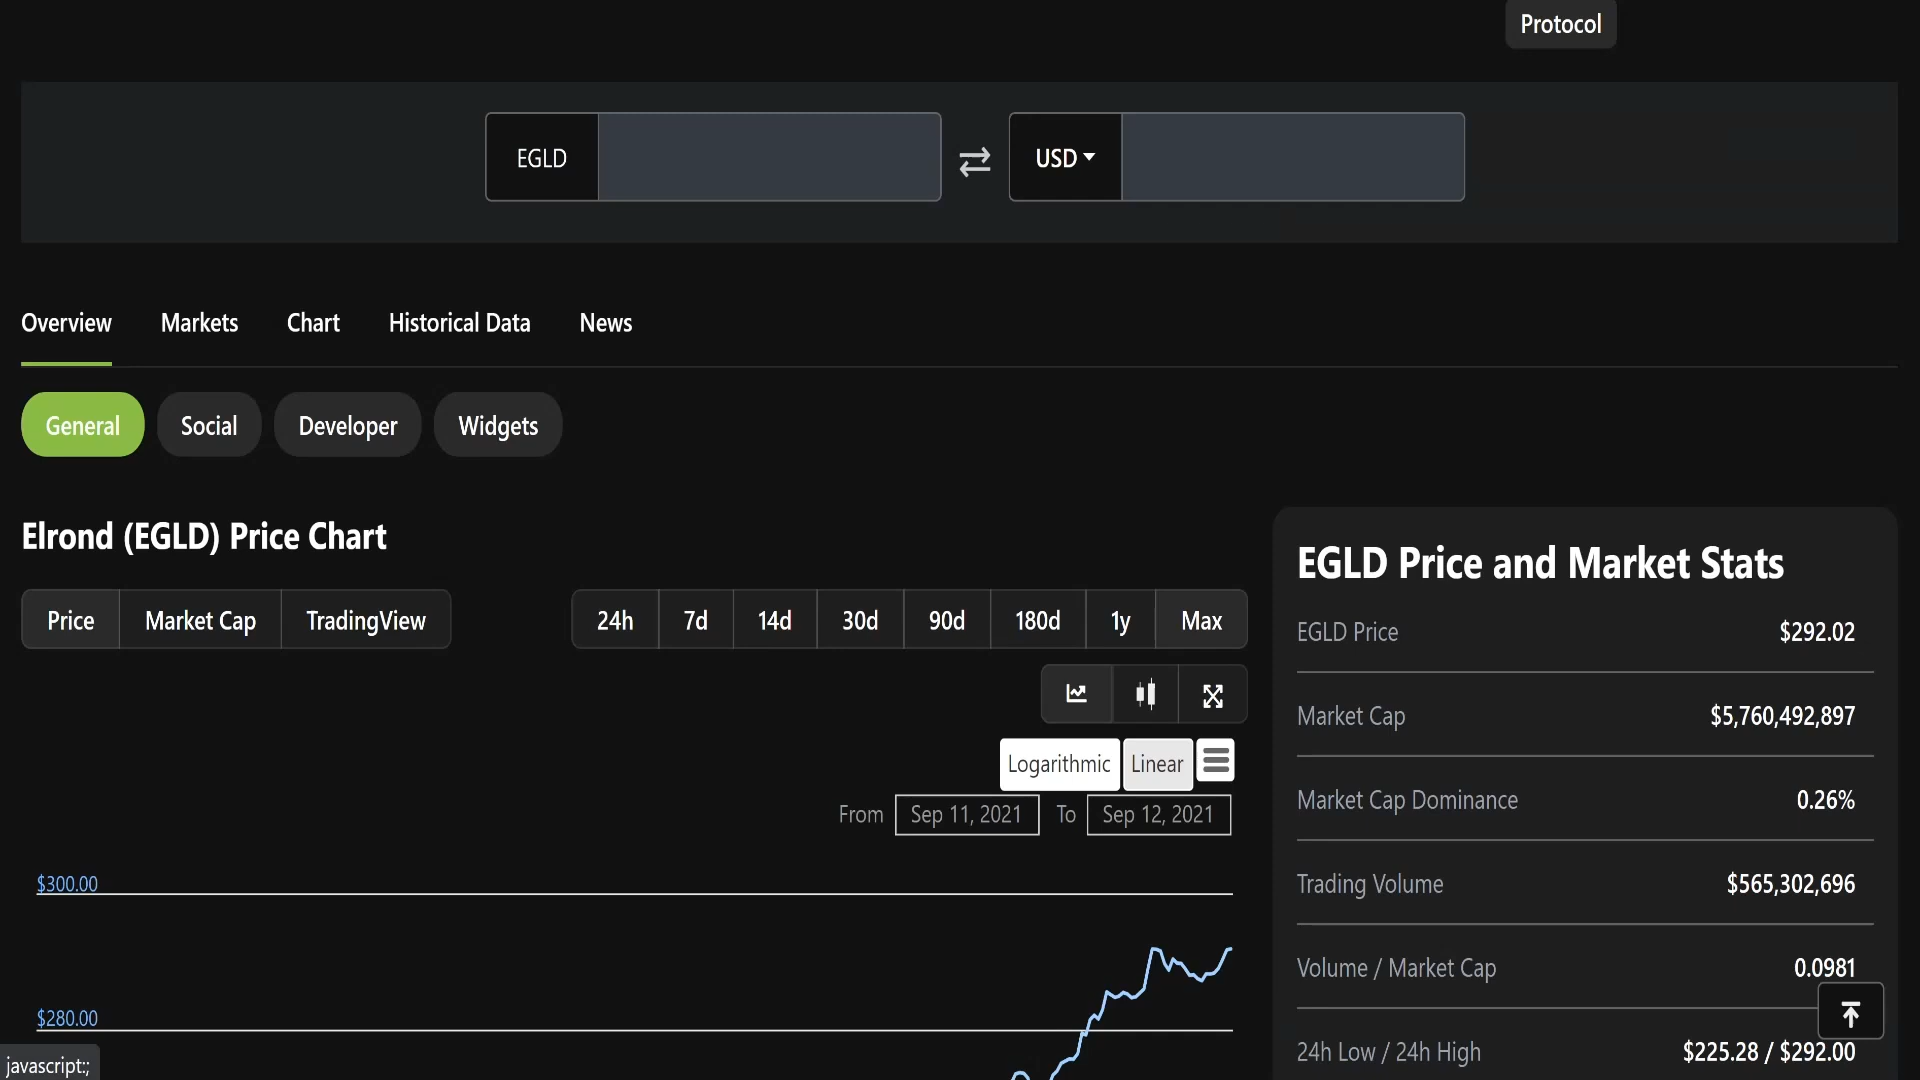 Protocol
EGLD
USD
Overview Markets Chart Historical Data News
General Social Developer Widgets
Elrond (EGLD) Price Chart
Price Market Cap TradingView 24h 7d 14d 30d 90d 180d 1y Max
Logarithmic Linear
From Sep 11, 2021 To Sep 12, 2021
$300.00
$280.00
javascript:;
EGLD Price and Market Stats
EGLD Price $292.02
Market Cap $5,760,492,897
Market Cap Dominance 0.26%
Trading Volume $565,302,696
Volume / Market Cap 0.0981
24h Low / 24h High $225.28 / $292.00